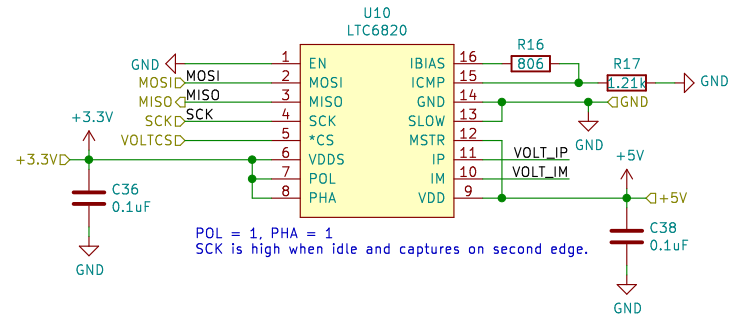 U10
LTC6820
GND 1 EN IBIAS 16 R16 806
MOSI MOSI 2 MOSI ICMP 15 R17 1.21k GND
MISO MISO 3 MISO GND 14 GND
SCK SCK 4 SCK SLOW 13 GND
VOLTCS 5 *CS MSTR 12
+3.3V +3.3V 6 VDDS IP 11 VOLT_IP
7 POL IM 10 VOLT_IM +5V
8 PHA VDD 9 +5V
C36
0.1uF
GND
C38
0.1uF
GND
POL = 1, PHA = 1
SCK is high when idle and captures on second edge.